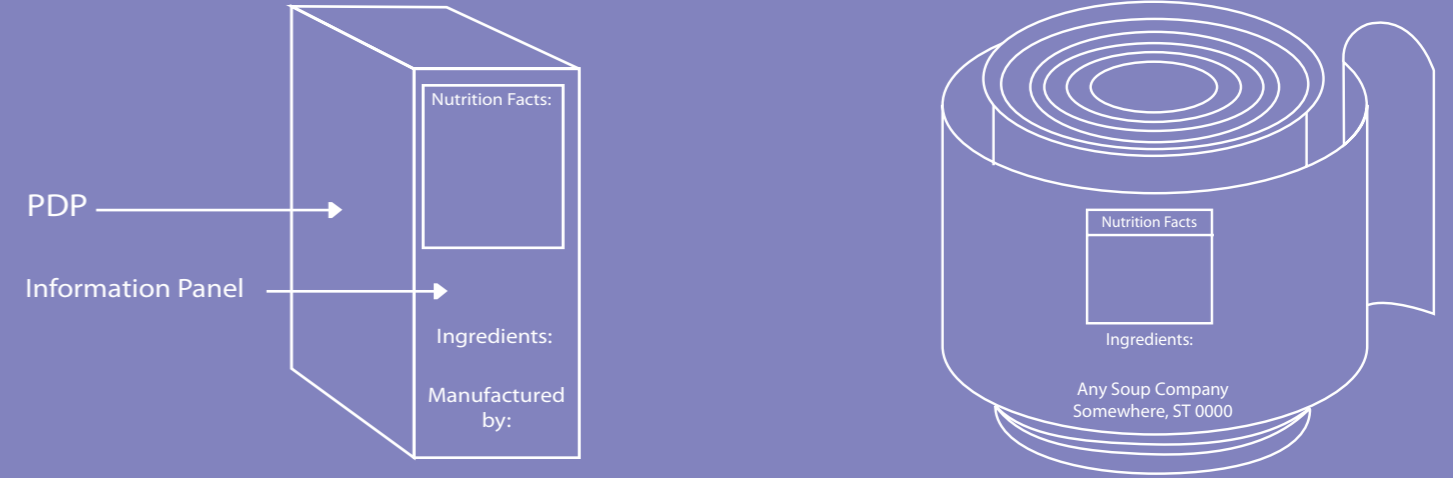 Nutrition Facts:
PDP
Information Panel
Ingredients:
Manufactured
by:
Nutrition Facts
Ingredients:
Any Soup Company
Somewhere, ST 0000